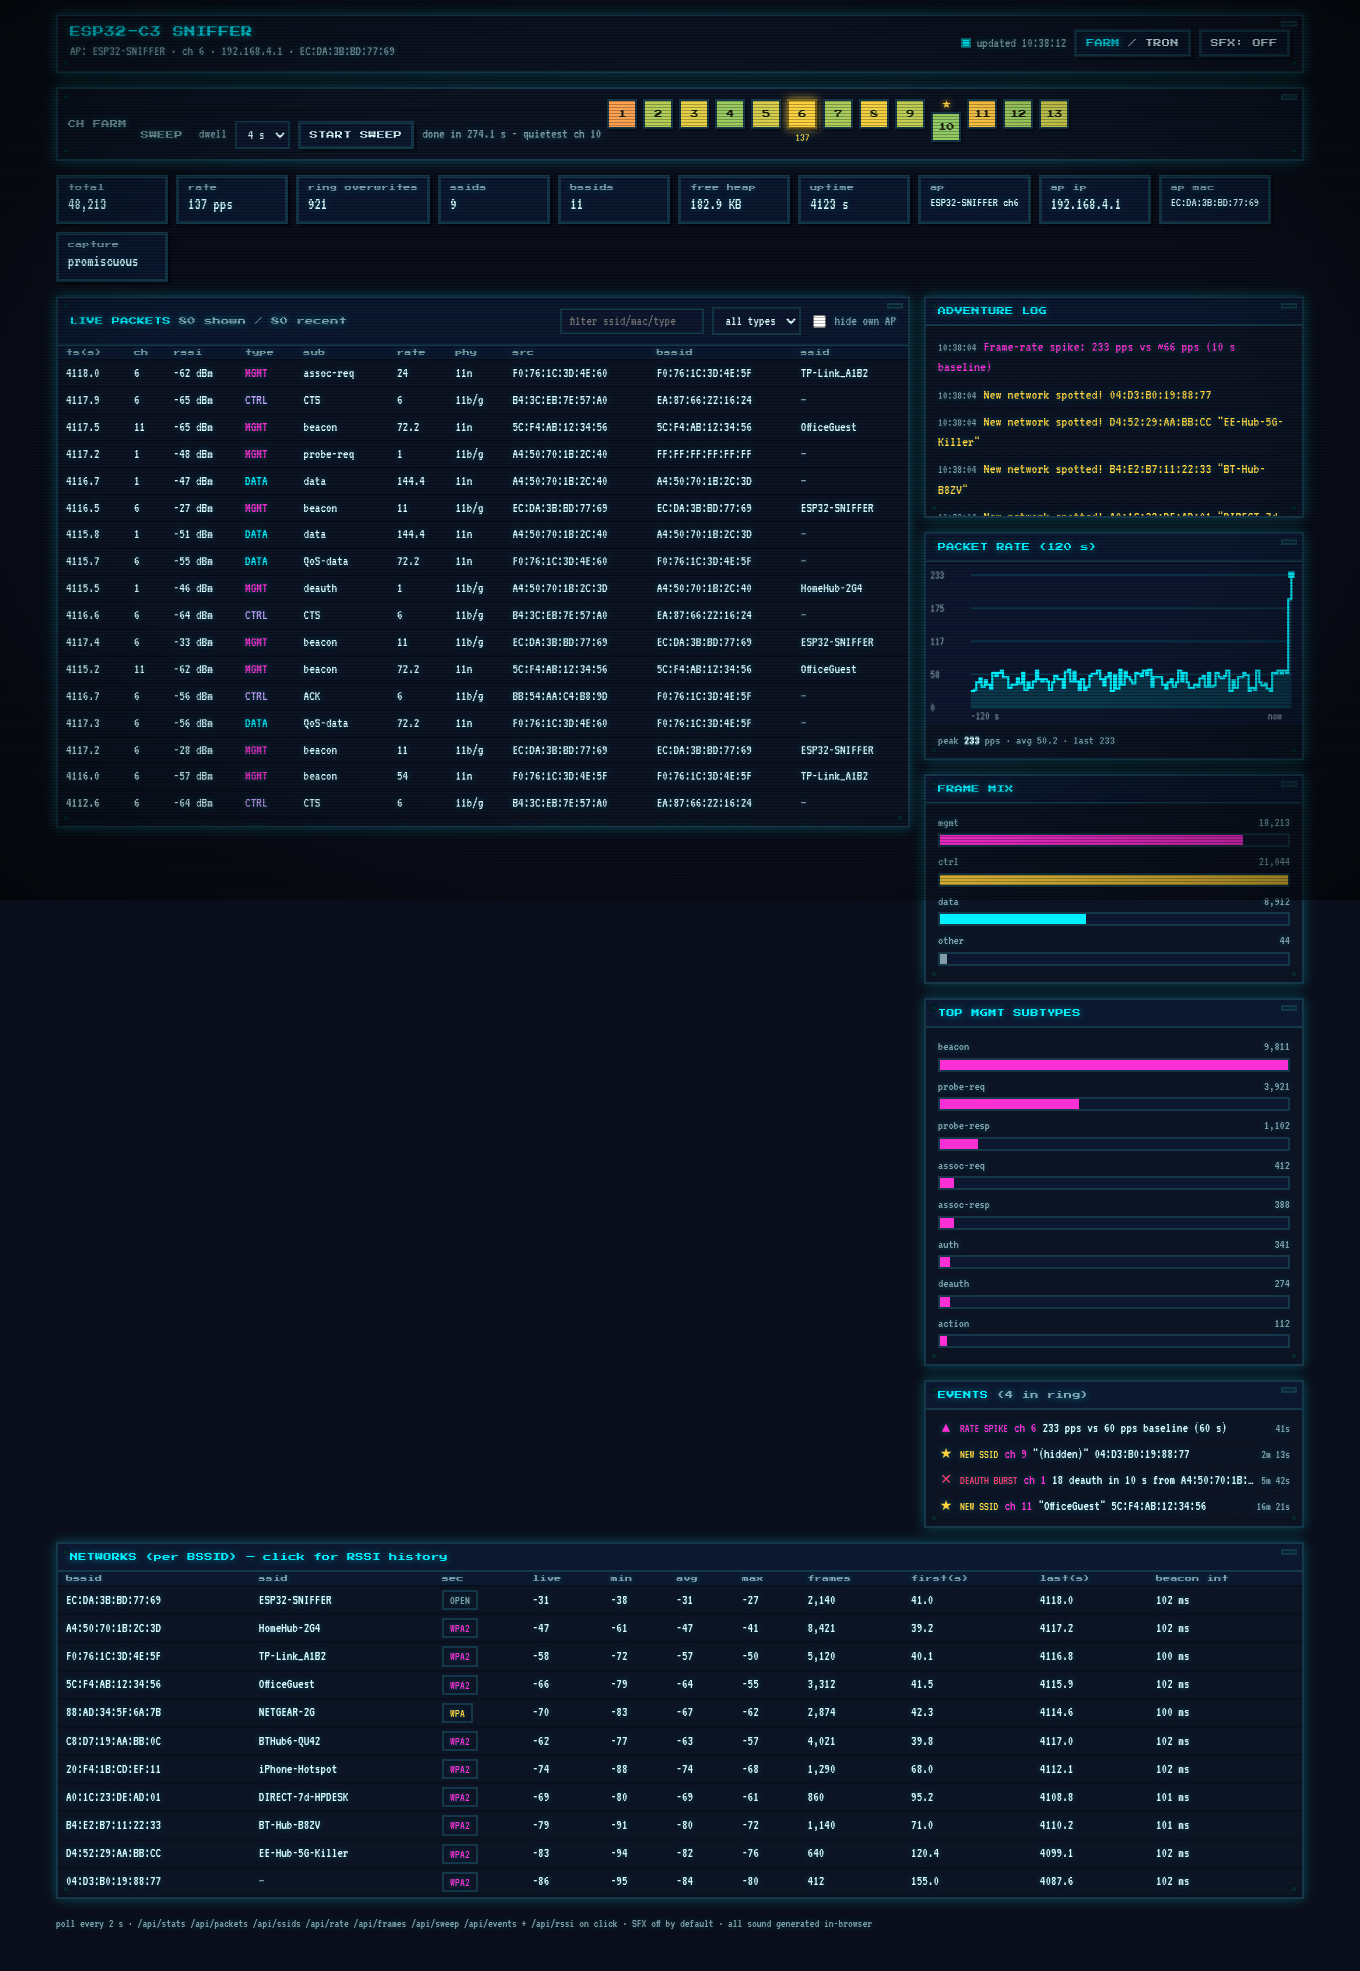 ESP32-C3 SNIFFER
AP: ESP32-SNIFFER · ch 6 · 192.168.4.1 · EC:DA:3B:BD:77:69
updated 10:38:12
FARM / TRON
SFX: OFF
CH FARM
SWEEP dwell 4 s START SWEEP done in 274.1 s - quietest ch 10
1 2 3 4 5 6 7 8 9 ★ 10 11 12 13
137
total rate ring overwrites ssids bssids free heap uptime ap ap ip ap mac
48,213 137 pps 921 9 11 182.9 KB 4123 s ESP32-SNIFFER ch6 192.168.4.1 EC:DA:3B:BD:77:69
capture
promiscuous
LIVE PACKETS 80 shown / 80 recent filter ssid/mac/type all types hide own AP
ts(s) ch rssi type sub rate phy src bssid ssid
4118.0 6 -62 dBm MGMT assoc-req 24 11n F0:76:1C:3D:4E:60 F0:76:1C:3D:4E:5F TP-Link_A1B2
4117.9 6 -65 dBm CTRL CTS 6 11b/g B4:3C:EB:7E:57:A0 EA:87:66:22:16:24 –
4117.5 11 -65 dBm MGMT beacon 72.2 11n 5C:F4:AB:12:34:56 5C:F4:AB:12:34:56 OfficeGuest
4117.2 1 -48 dBm MGMT probe-req 1 11b/g A4:50:70:1B:2C:40 FF:FF:FF:FF:FF:FF –
4116.7 1 -47 dBm DATA data 144.4 11n A4:50:70:1B:2C:40 A4:50:70:1B:2C:3D –
4116.5 6 -27 dBm MGMT beacon 11 11b/g EC:DA:3B:BD:77:69 EC:DA:3B:BD:77:69 ESP32-SNIFFER
4115.8 1 -51 dBm DATA data 144.4 11n A4:50:70:1B:2C:40 A4:50:70:1B:2C:3D –
4115.7 6 -55 dBm DATA QoS-data 72.2 11n F0:76:1C:3D:4E:60 F0:76:1C:3D:4E:5F –
4115.5 1 -46 dBm MGMT deauth 1 11b/g A4:50:70:1B:2C:3D A4:50:70:1B:2C:40 HomeHub-2G4
4116.6 6 -64 dBm CTRL CTS 6 11b/g B4:3C:EB:7E:57:A0 EA:87:66:22:16:24 –
4117.4 6 -33 dBm MGMT beacon 11 11b/g EC:DA:3B:BD:77:69 EC:DA:3B:BD:77:69 ESP32-SNIFFER
4115.2 11 -62 dBm MGMT beacon 72.2 11n 5C:F4:AB:12:34:56 5C:F4:AB:12:34:56 OfficeGuest
4116.7 6 -56 dBm CTRL ACK 6 11b/g BB:54:AA:C4:B8:9D F0:76:1C:3D:4E:5F –
4117.3 6 -56 dBm DATA QoS-data 72.2 11n F0:76:1C:3D:4E:60 F0:76:1C:3D:4E:5F –
4117.2 6 -28 dBm MGMT beacon 11 11b/g EC:DA:3B:BD:77:69 EC:DA:3B:BD:77:69 ESP32-SNIFFER
4116.0 6 -57 dBm MGMT beacon 54 11n F0:76:1C:3D:4E:5F F0:76:1C:3D:4E:5F TP-Link_A1B2
4112.6 6 -64 dBm CTRL CTS 6 11b/g B4:3C:EB:7E:57:A0 EA:87:66:22:16:24 –
ADVENTURE LOG
10:38:04 Frame-rate spike: 233 pps vs ≈66 pps (10 s
baseline)
10:38:04 New network spotted! 04:D3:B0:19:88:77
10:38:04 New network spotted! D4:52:29:AA:BB:CC "EE-Hub-5G-
Killer"
10:38:04 New network spotted! B4:E2:B7:11:22:33 "BT-Hub-
B8ZV"
PACKET RATE (120 s)
233
175
117
58
0
-120 s now
peak 233 pps · avg 50.2 · last 233
FRAME MIX
mgmt 18,213
ctrl 21,044
data 8,912
other 44
TOP MGMT SUBTYPES
beacon 9,811
probe-req 3,921
probe-resp 1,102
assoc-req 412
assoc-resp 388
auth 341
deauth 274
action 112
EVENTS (4 in ring)
▲ RATE SPIKE ch 6 233 pps vs 60 pps baseline (60 s) 41s
★ NEW SSID ch 9 "(hidden)" 04:D3:B0:19:88:77 2m 13s
✕ DEAUTH BURST ch 1 18 deauth in 10 s from A4:50:70:1B:… 5m 42s
★ NEW SSID ch 11 "OfficeGuest" 5C:F4:AB:12:34:56 16m 21s
NETWORKS (per BSSID) — click for RSSI history
bssid ssid sec live min avg max frames first(s) last(s) beacon int
EC:DA:3B:BD:77:69 ESP32-SNIFFER OPEN -31 -38 -31 -27 2,140 41.0 4118.0 102 ms
A4:50:70:1B:2C:3D HomeHub-2G4 WPA2 -47 -61 -47 -41 8,421 39.2 4117.2 102 ms
F0:76:1C:3D:4E:5F TP-Link_A1B2 WPA2 -58 -72 -57 -50 5,120 40.1 4116.8 100 ms
5C:F4:AB:12:34:56 OfficeGuest WPA2 -66 -79 -64 -55 3,312 41.5 4115.9 102 ms
88:AD:34:5F:6A:7B NETGEAR-2G WPA -70 -83 -67 -62 2,874 42.3 4114.6 100 ms
C8:D7:19:AA:BB:0C BTHub6-QU42 WPA2 -62 -77 -63 -57 4,021 39.8 4117.0 102 ms
20:F4:1B:CD:EF:11 iPhone-Hotspot WPA2 -74 -88 -74 -68 1,290 68.0 4112.1 102 ms
A0:1C:23:DE:AD:01 DIRECT-7d-HPDESK WPA2 -69 -80 -69 -61 860 95.2 4108.8 101 ms
B4:E2:B7:11:22:33 BT-Hub-B8ZV WPA2 -79 -91 -80 -72 1,140 71.0 4110.2 101 ms
D4:52:29:AA:BB:CC EE-Hub-5G-Killer WPA2 -83 -94 -82 -76 640 120.4 4099.1 102 ms
04:D3:B0:19:88:77 – WPA2 -86 -95 -84 -80 412 155.0 4087.6 102 ms
poll every 2 s · /api/stats /api/packets /api/ssids /api/rate /api/frames /api/sweep /api/events + /api/rssi on click · SFX off by default · all sound generated in-browser